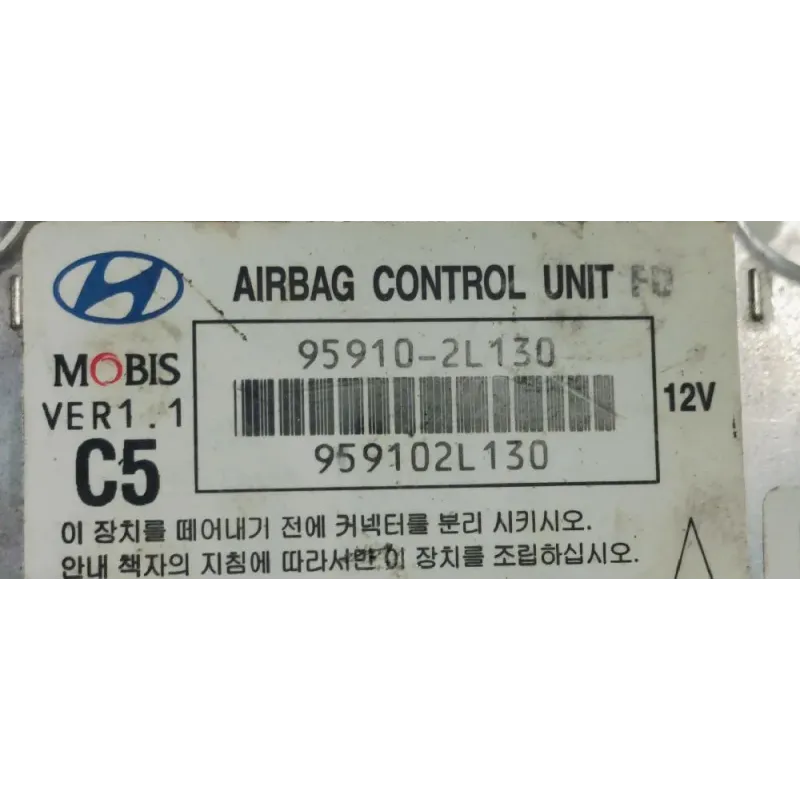 AIRBAG CONTROL UNIT FD
MOBIS
VER1.1
C5
95910-2L130
959102L130
12V
이 장치를 떼어내기 전에 커넥터를 분리 시키시오.
안내 책자의 지침에 따라서만 이 장치를 조립하십시오.